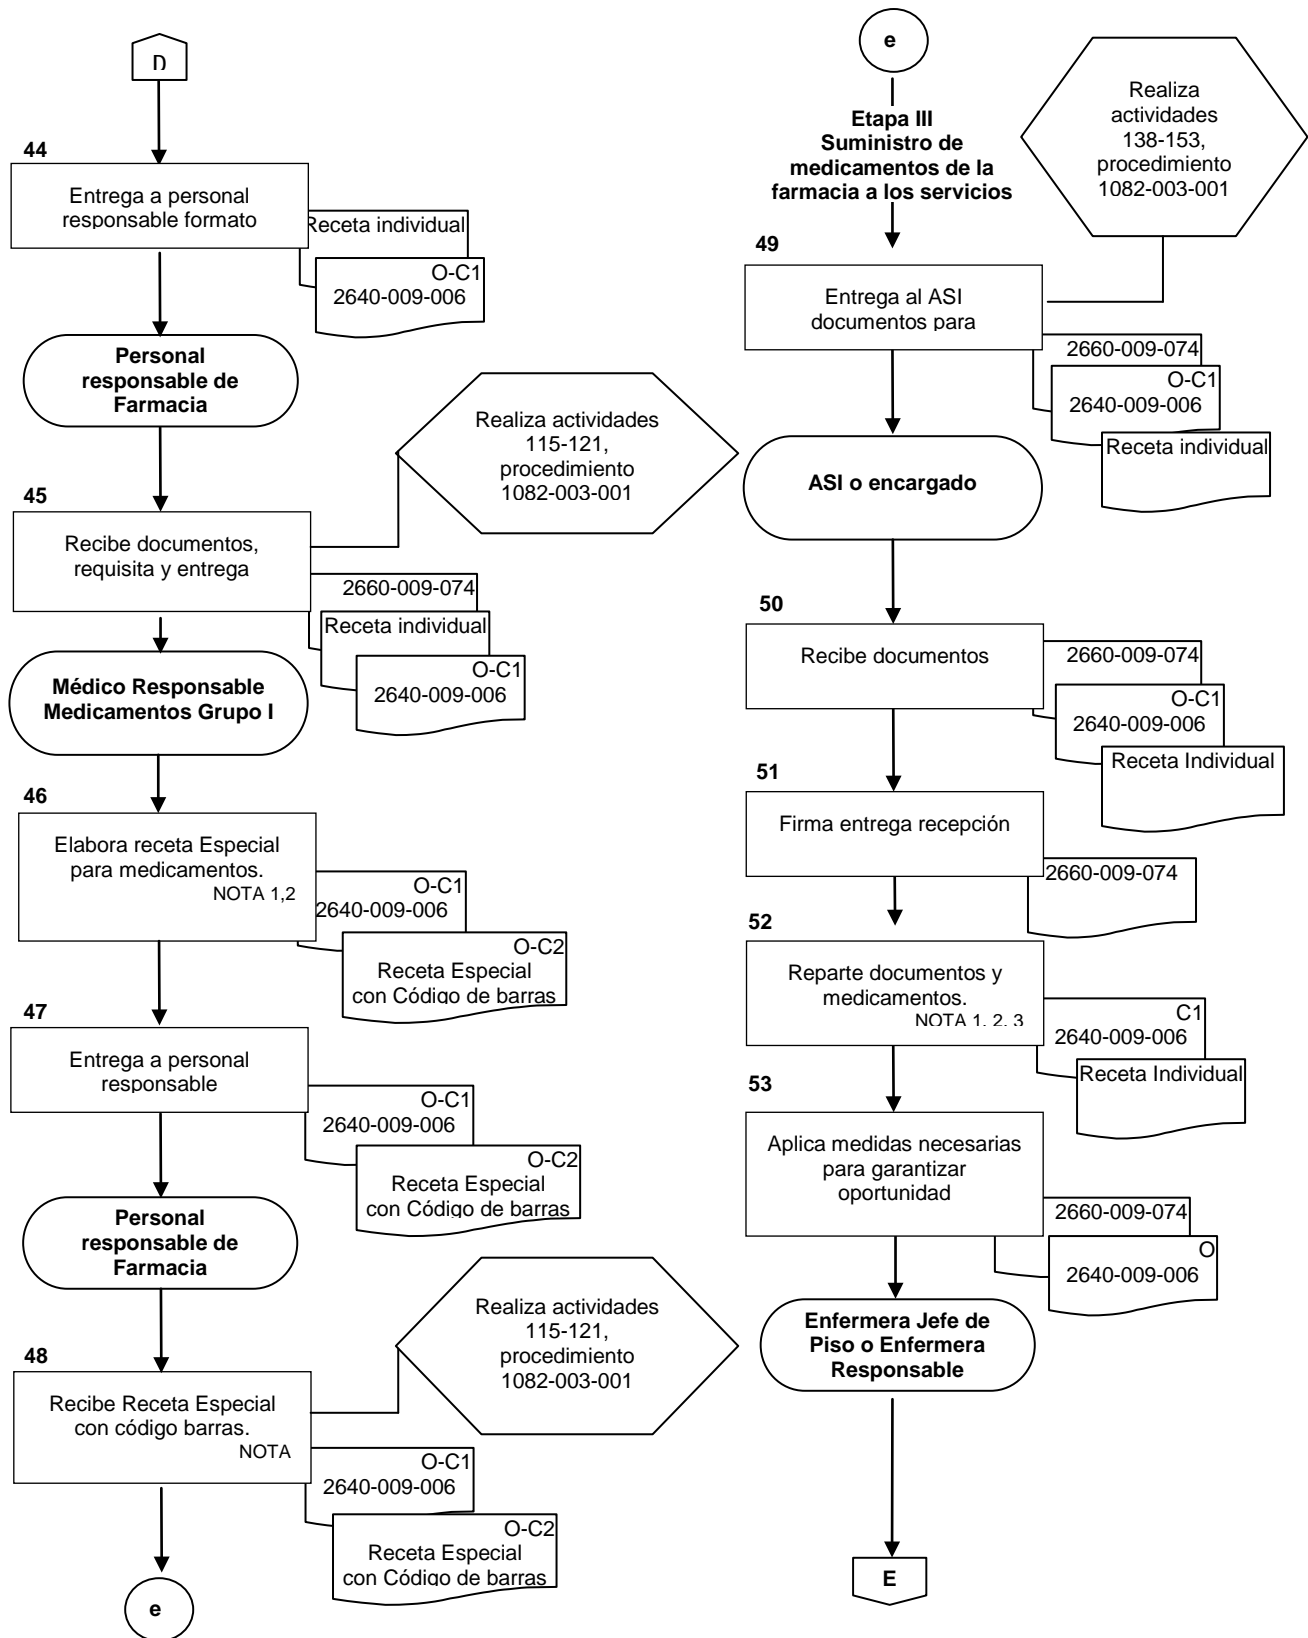 D
44
Entrega a personal
responsable formato
Receta individual
O-C1
2640-009-006
Personal
responsable de
Farmacia
Realiza actividades
115-121,
procedimiento
1082-003-001
45
Recibe documentos,
requisita y entrega
2660-009-074
Receta individual
O-C1
2640-009-006
Médico Responsable
Medicamentos Grupo I
46
Elabora receta Especial
para medicamentos.
NOTA 1,2
O-C1
2640-009-006
O-C2
Receta Especial
con Código de barras
47
Entrega a personal
responsable
O-C1
2640-009-006
O-C2
Receta Especial
con Código de barras
Personal
responsable de
Farmacia
Realiza actividades
115-121,
procedimiento
1082-003-001
48
Recibe Receta Especial
con código barras.
NOTA
O-C1
2640-009-006
O-C2
Receta Especial
con Código de barras
e
e
Etapa III
Suministro de
medicamentos de la
farmacia a los servicios
Realiza
actividades
138-153,
procedimiento
1082-003-001
49
Entrega al ASI
documentos para
2660-009-074
O-C1
2640-009-006
Receta individual
ASI o encargado
50
Recibe documentos
2660-009-074
O-C1
2640-009-006
Receta Individual
51
Firma entrega recepción
2660-009-074
52
Reparte documentos y
medicamentos.
NOTA 1, 2, 3
C1
2640-009-006
Receta Individual
53
Aplica medidas necesarias
para garantizar
oportunidad
2660-009-074
O
2640-009-006
Enfermera Jefe de
Piso o Enfermera
Responsable
E